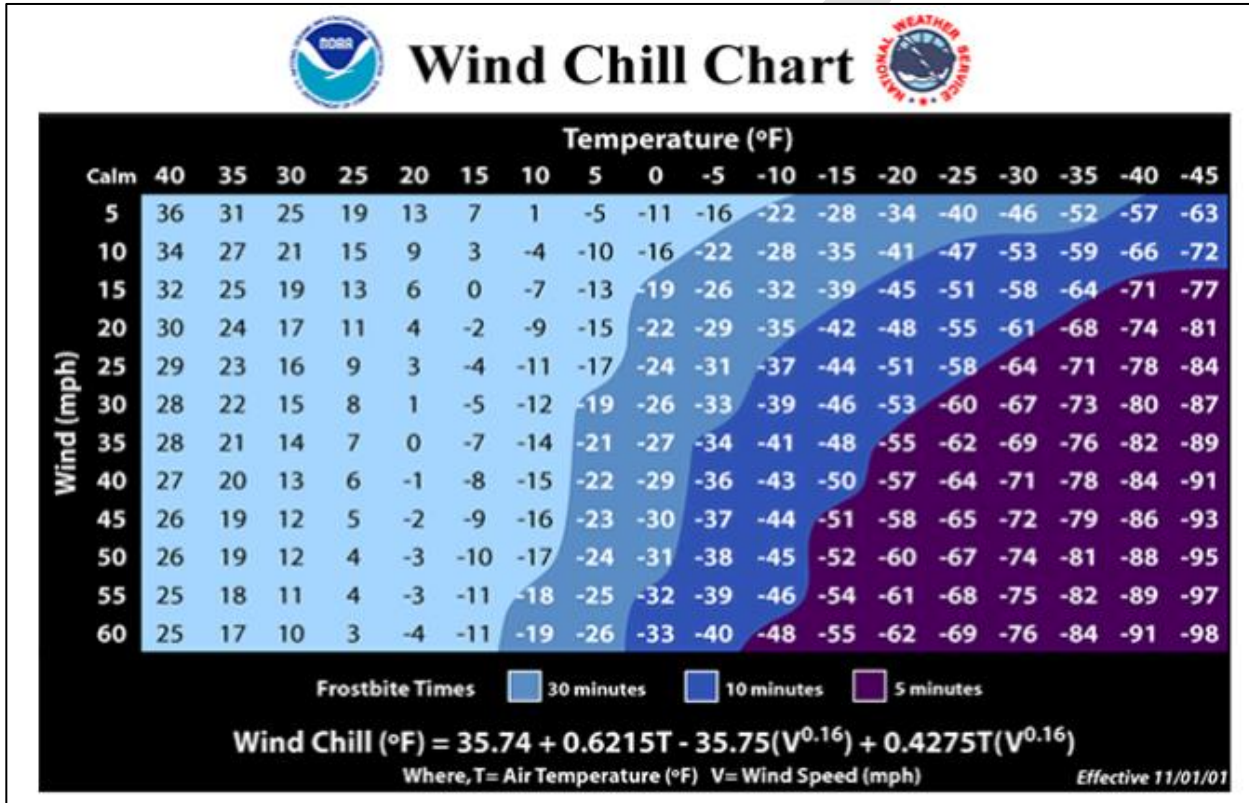 NOAA
Wind Chill Chart
NATIONAL WEATHER SERVICE
Temperature (ºF)
Calm 40 35 30 25 20 15 10 5 0 -5 -10 -15 -20 -25 -30 -35 -40 -45
Wind (mph)
5 36 31 25 19 13 7 1 -5 -11 -16 -22 -28 -34 -40 -46 -52 -57 -63
10 34 27 21 15 9 3 -4 -10 -16 -22 -28 -35 -41 -47 -53 -59 -66 -72
15 32 25 19 13 6 0 -7 -13 -19 -26 -32 -39 -45 -51 -58 -64 -71 -77
20 30 24 17 11 4 -2 -9 -15 -22 -29 -35 -42 -48 -55 -61 -68 -74 -81
25 29 23 16 9 3 -4 -11 -17 -24 -31 -37 -44 -51 -58 -64 -71 -78 -84
30 28 22 15 8 1 -5 -12 -19 -26 -33 -39 -46 -53 -60 -67 -73 -80 -87
35 28 21 14 7 0 -7 -14 -21 -27 -34 -41 -48 -55 -62 -69 -76 -82 -89
40 27 20 13 6 -1 -8 -15 -22 -29 -36 -43 -50 -57 -64 -71 -78 -84 -91
45 26 19 12 5 -2 -9 -16 -23 -30 -37 -44 -51 -58 -65 -72 -79 -86 -93
50 26 19 12 4 -3 -10 -17 -24 -31 -38 -45 -52 -60 -67 -74 -81 -88 -95
55 25 18 11 4 -3 -11 -18 -25 -32 -39 -46 -54 -61 -68 -75 -82 -89 -97
60 25 17 10 3 -4 -11 -19 -26 -33 -40 -48 -55 -62 -69 -76 -84 -91 -98
Frostbite Times 30 minutes 10 minutes 5 minutes
Wind Chill (ºF) = 35.74 + 0.6215T - 35.75(V^0.16) + 0.4275T(V^0.16)
Where, T= Air Temperature (ºF) V= Wind Speed (mph) Effective 11/01/01